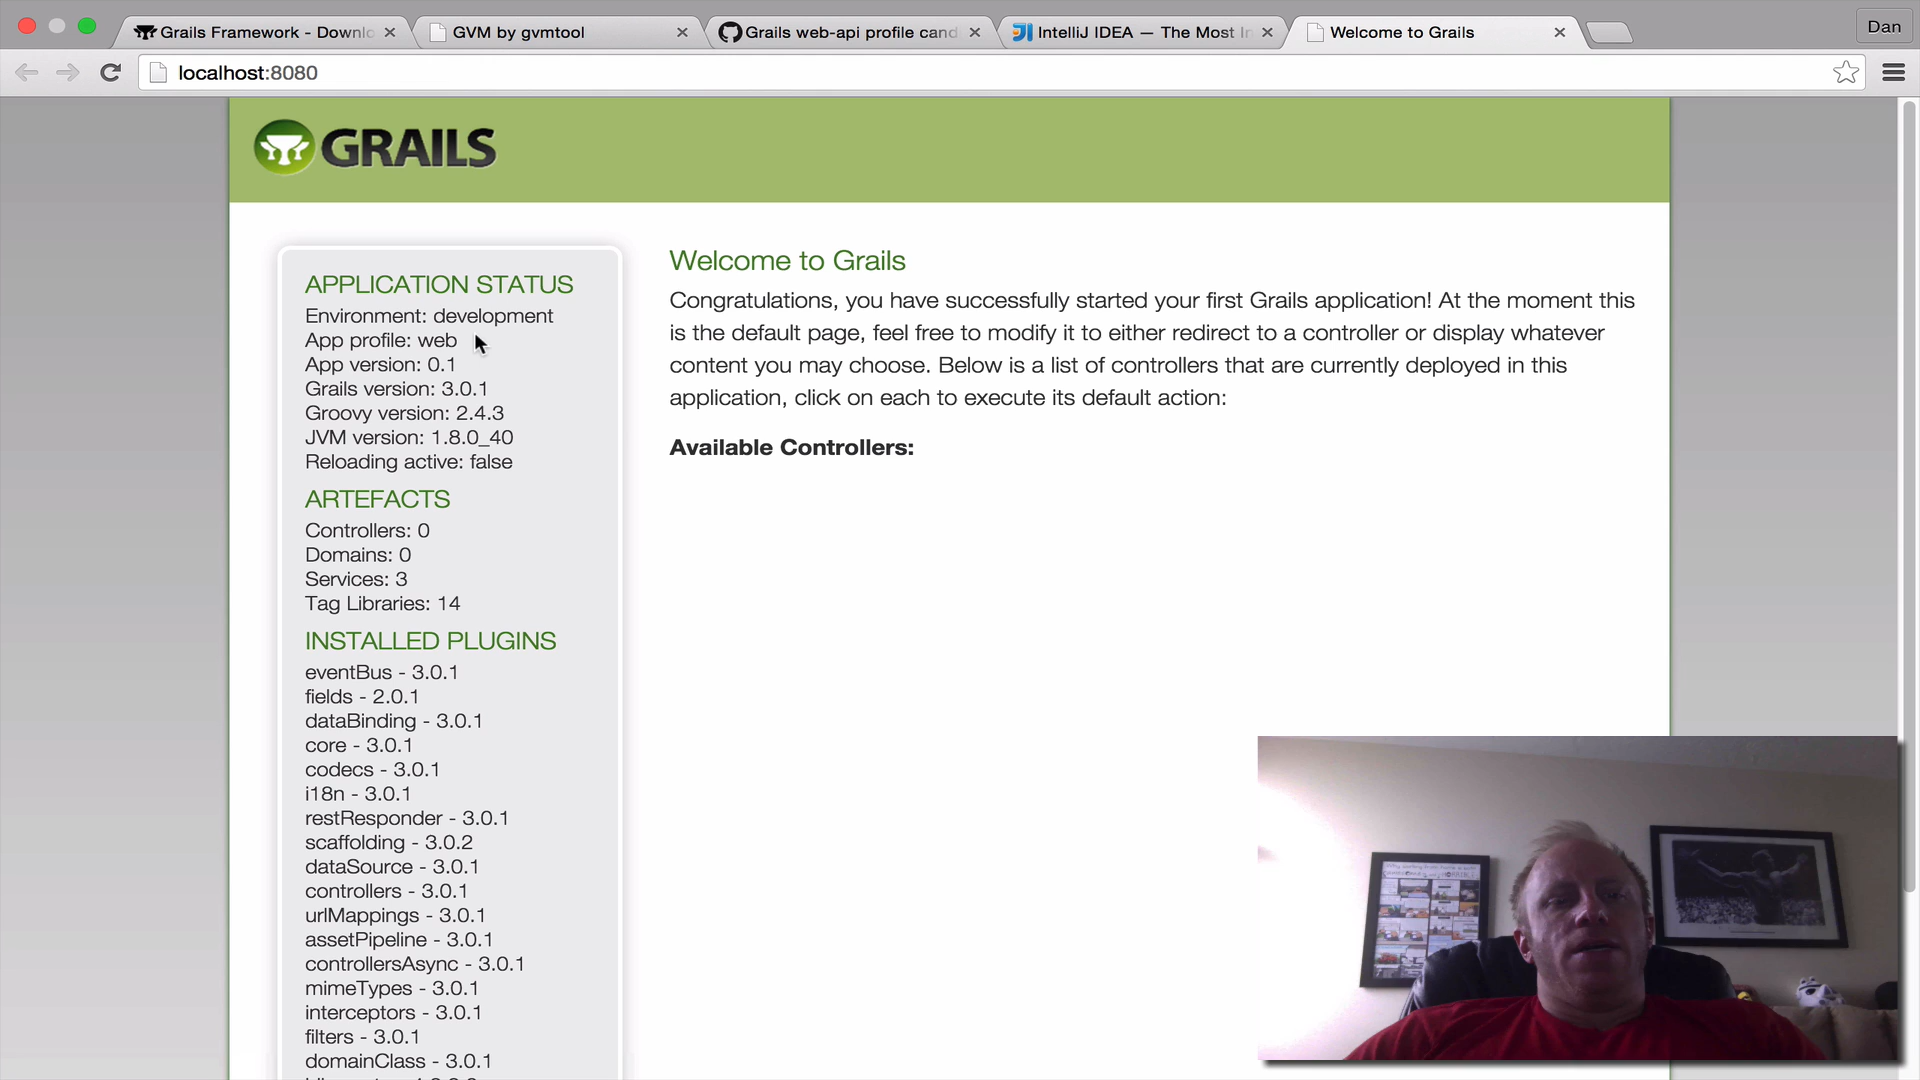 Grails Framework - Downlo
GVM by gvmtool
Grails web-api profile cand
IntelliJ IDEA — The Most In
Welcome to Grails
Dan
localhost:8080
GRAILS
APPLICATION STATUS
Environment: development
App profile: web
App version: 0.1
Grails version: 3.0.1
Groovy version: 2.4.3
JVM version: 1.8.0_40
Reloading active: false
ARTEFACTS
Controllers: 0
Domains: 0
Services: 3
Tag Libraries: 14
INSTALLED PLUGINS
eventBus - 3.0.1
fields - 2.0.1
dataBinding - 3.0.1
core - 3.0.1
codecs - 3.0.1
i18n - 3.0.1
restResponder - 3.0.1
scaffolding - 3.0.2
dataSource - 3.0.1
controllers - 3.0.1
urlMappings - 3.0.1
assetPipeline - 3.0.1
controllersAsync - 3.0.1
mimeTypes - 3.0.1
interceptors - 3.0.1
filters - 3.0.1
domainClass - 3.0.1
Welcome to Grails
Congratulations, you have successfully started your first Grails application! At the moment this
is the default page, feel free to modify it to either redirect to a controller or display whatever
content you may choose. Below is a list of controllers that are currently deployed in this
application, click on each to execute its default action:
Available Controllers: